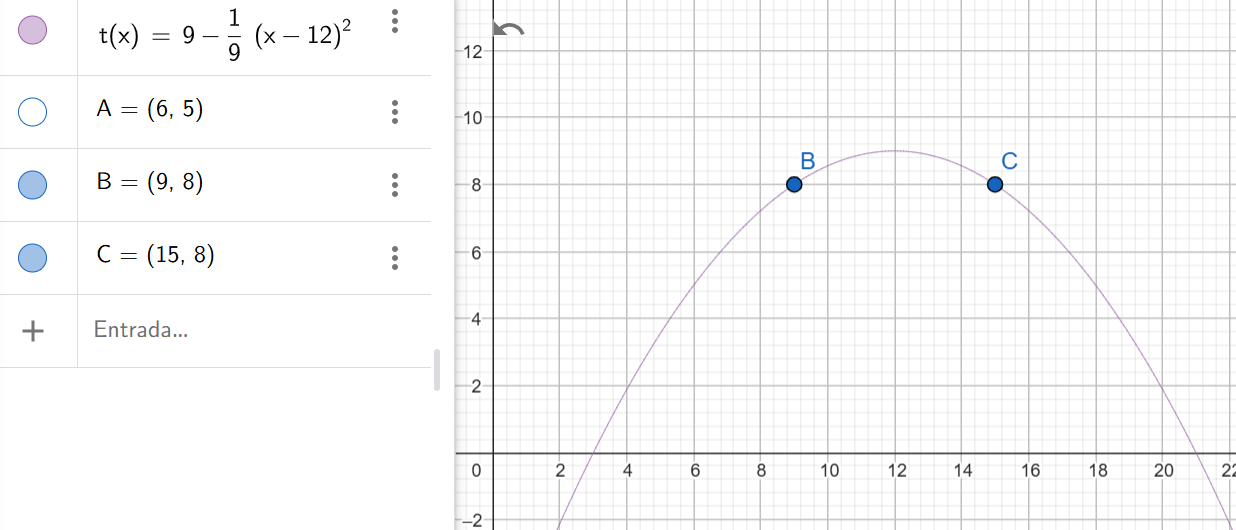 t(x) = 9 − 1/9 (x − 12)²
A = (6, 5)
B = (9, 8)
C = (15, 8)
+ Entrada...
12
10
8
6
4
2
0
–2
2 4 6 8 10 12 14 16 18 20 22
B
C